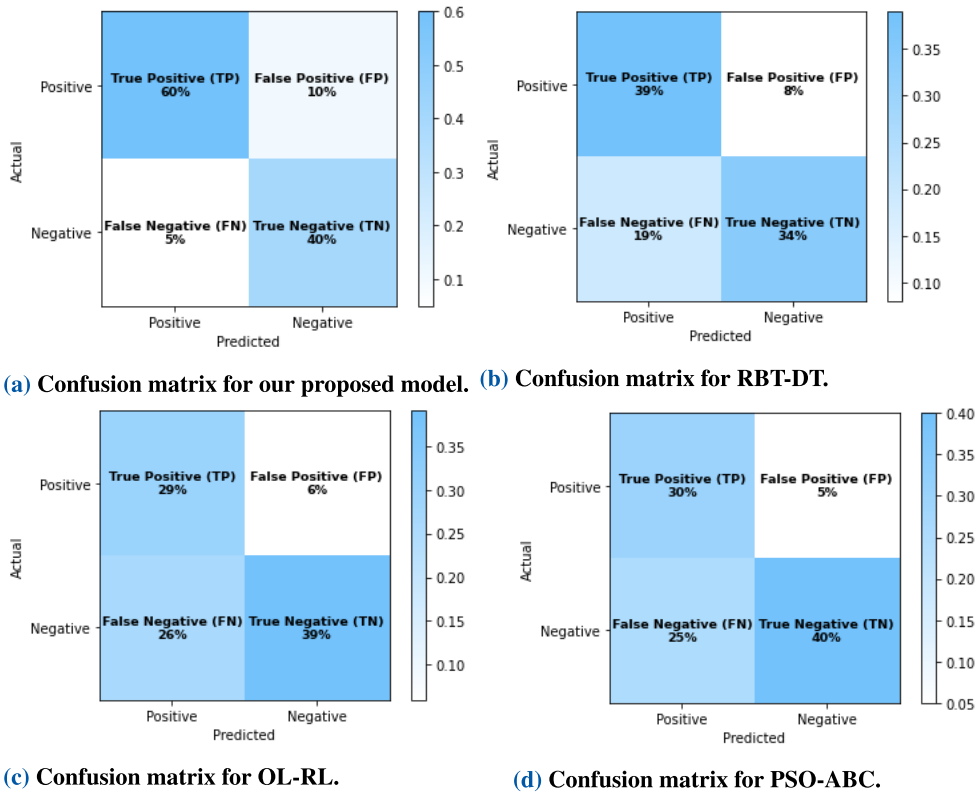 0.6
True Positive (TP)
60%
False Positive (FP)
10%
Positive
0.5
0.4
Actual
0.3
False Negative (FN)
5%
True Negative (TN)
40%
Negative
0.2
0.1
Positive
Negative
Predicted
(a) Confusion matrix for our proposed model.
True Positive (TP)
39%
False Positive (FP)
8%
Positive
0.35
0.30
0.25
Actual
0.20
False Negative (FN)
19%
True Negative (TN)
34%
Negative
0.15
0.10
Positive
Negative
Predicted
(b) Confusion matrix for RBT-DT.
True Positive (TP)
29%
False Positive (FP)
6%
Positive
0.35
0.30
0.25
Actual
0.20
False Negative (FN)
26%
True Negative (TN)
39%
Negative
0.15
0.10
Positive
Negative
Predicted
(c) Confusion matrix for OL-RL.
0.40
True Positive (TP)
30%
False Positive (FP)
5%
Positive
0.35
0.30
0.25
Actual
0.20
False Negative (FN)
25%
True Negative (TN)
40%
Negative
0.15
0.10
0.05
Positive
Negative
Predicted
(d) Confusion matrix for PSO-ABC.